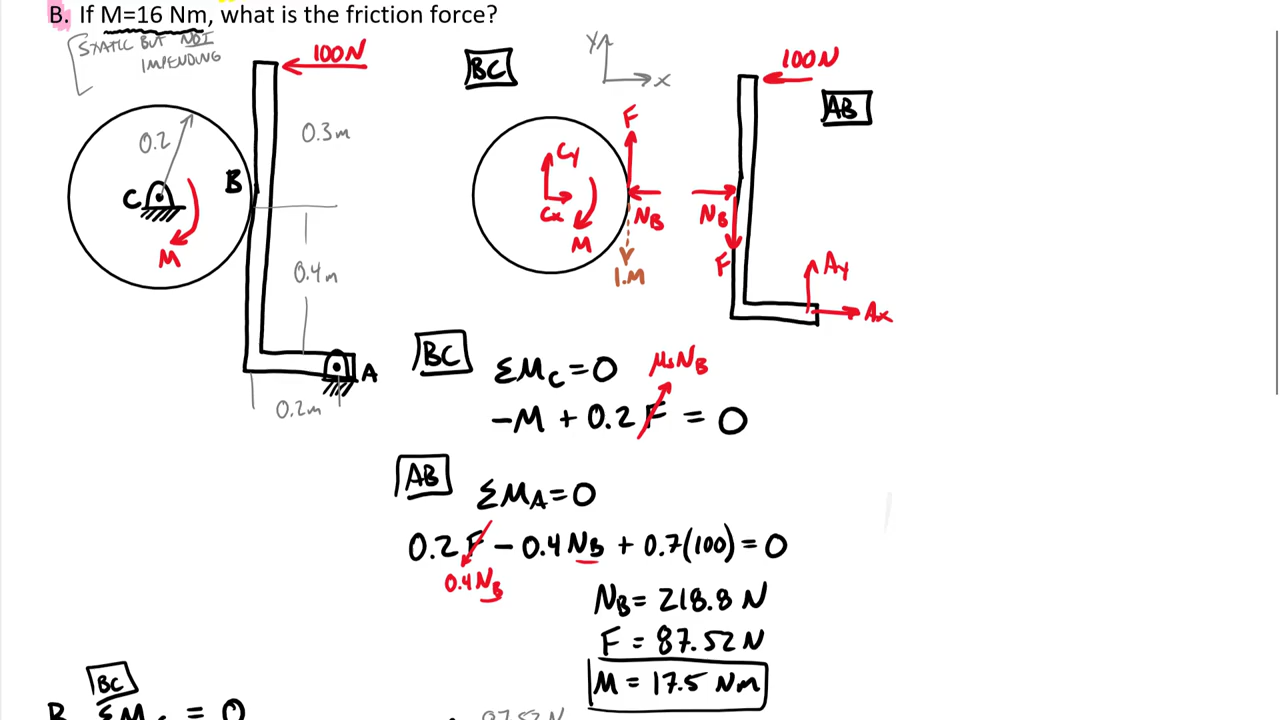 B. If M=16 Nm, what is the friction force?
STATIC BUT NOT
IMPENDING
100N
0.2
0.3m
C
B
M
0.4m
A
0.2m
BC
Y
X
F
Cy
Cx
M
NB
I.M
100N
AB
NB
F
Ay
Ax
BC
ΣMC=0
μsNB
-M + 0.2F = 0
AB
ΣMA=0
0.2F - 0.4NB + 0.7(100) = 0
0.4NB
NB = 218.8 N
F = 87.52N
M = 17.5 Nm
BC
B. ΣMC = 0
87.52N